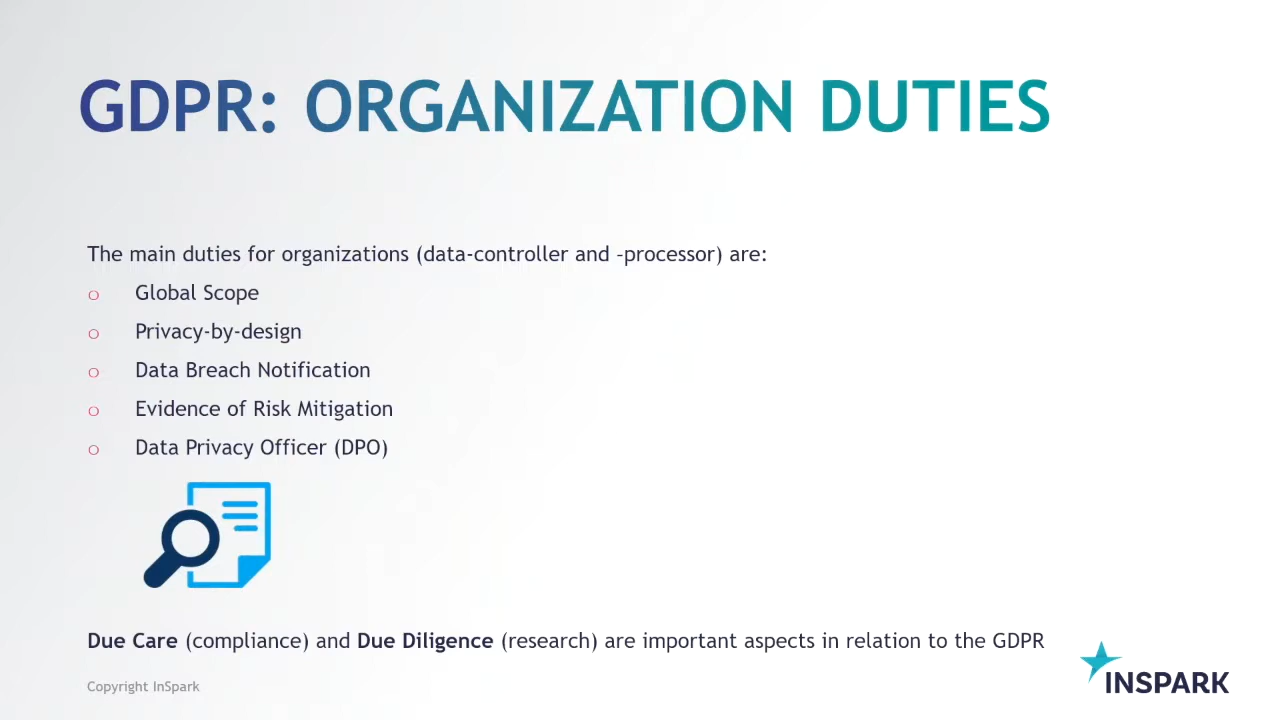 GDPR: ORGANIZATION DUTIES
The main duties for organizations (data-controller and -processor) are:
o Global Scope
o Privacy-by-design
o Data Breach Notification
o Evidence of Risk Mitigation
o Data Privacy Officer (DPO)
Due Care (compliance) and Due Diligence (research) are important aspects in relation to the GDPR
Copyright InSpark
INSPARK